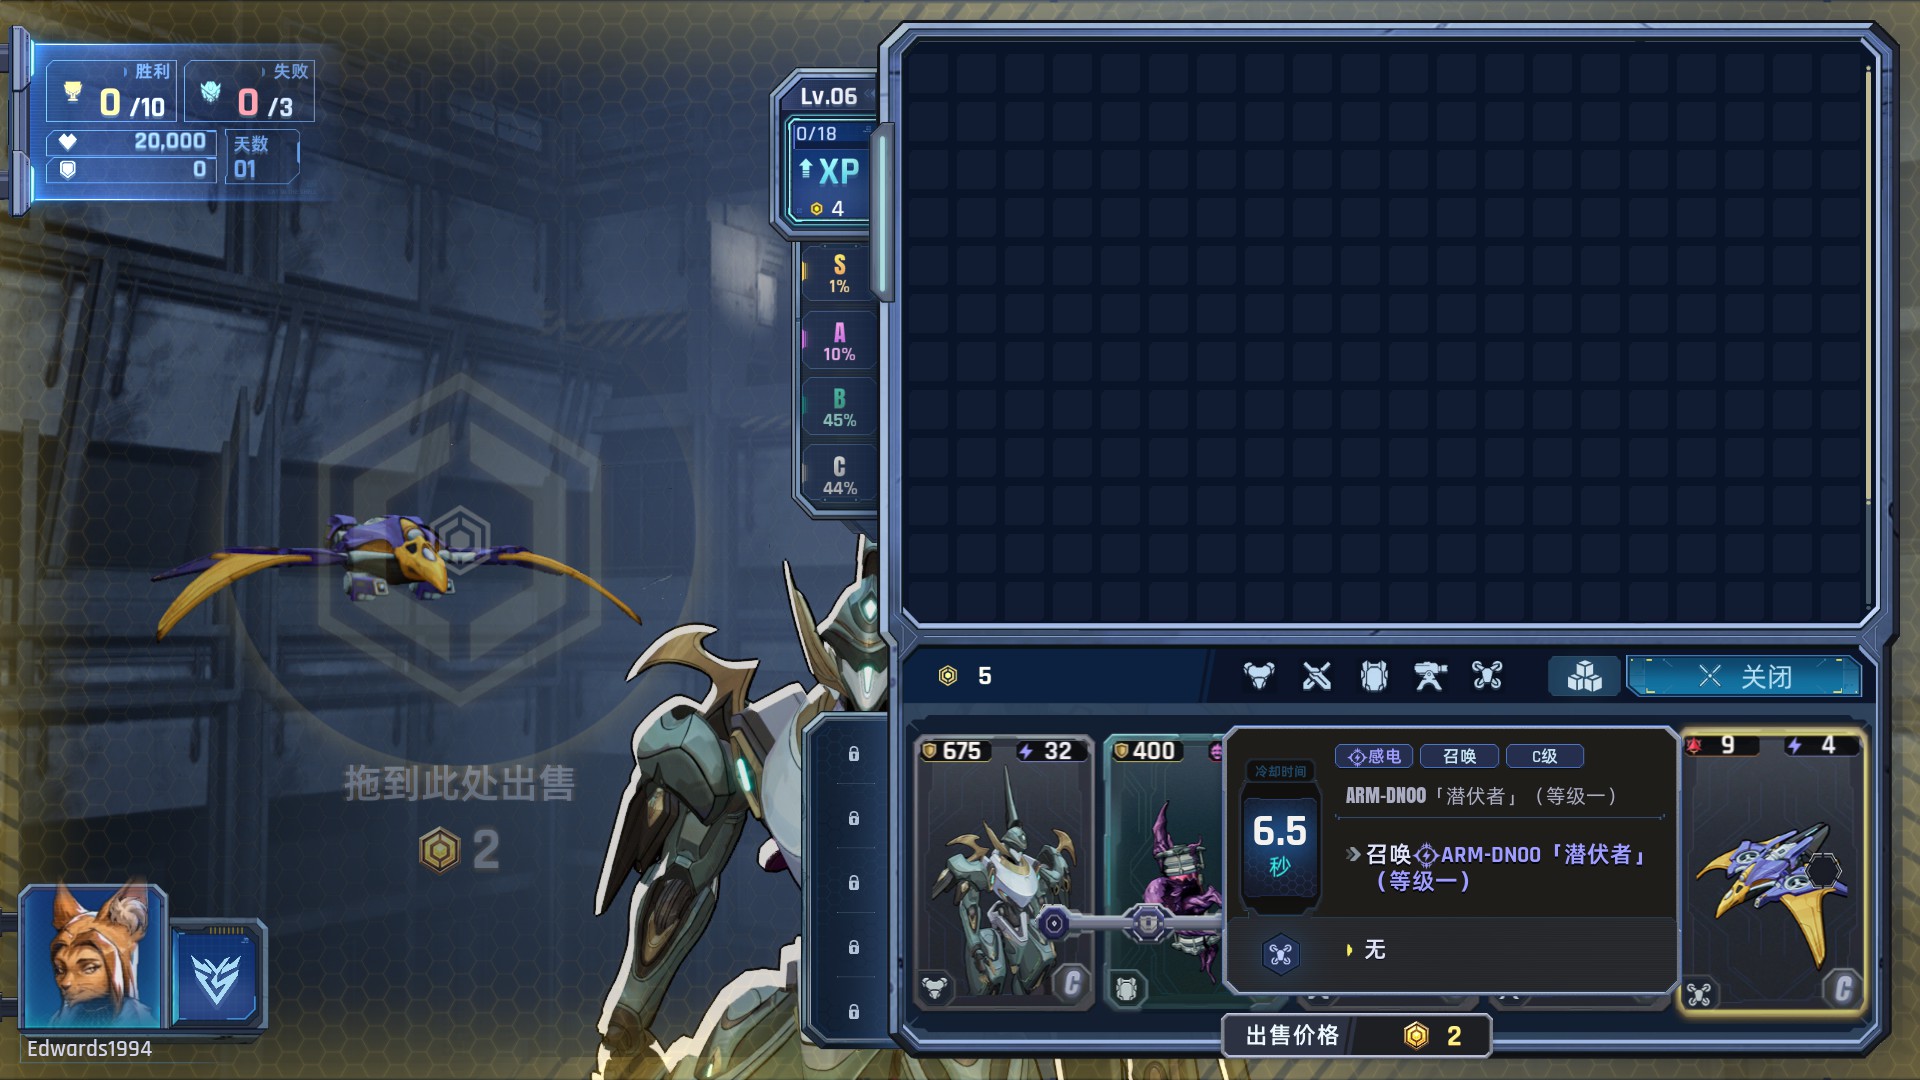 胜利
0 /10
失败
0 /3
20,000
0
天数
01
Lv.06
0/18
XP
4
S
1%
A
10%
B
45%
C
44%
拖到此处出售
2
Edwards1994
5
关闭
675
32
C
400
冷却时间
6.5
秒
感电
召唤
C级
ARM-DN00「潜伏者」（等级一）
召唤 ARM-DN00「潜伏者」
（等级一）
无
9
4
C
出售价格
2